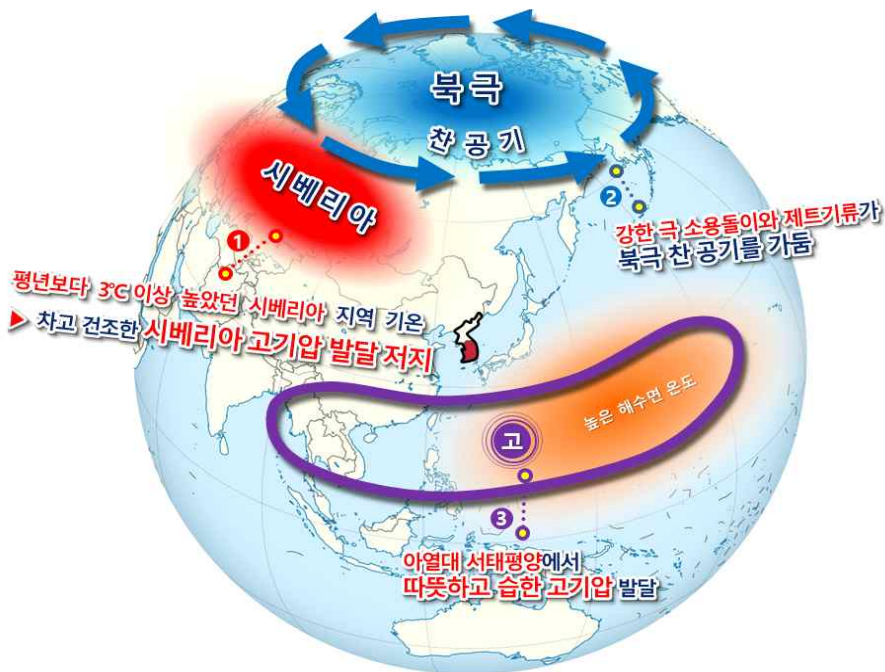 북극
찬 공기
시베리아
1
평년보다 3℃ 이상 높았던 시베리아 지역 기온
▶ 차고 건조한 시베리아 고기압 발달 저지
2
강한 극 소용돌이와 제트기류가
북극 찬 공기를 가둠
높은 해수면 온도
고
3
아열대 서태평양에서
따뜻하고 습한 고기압 발달